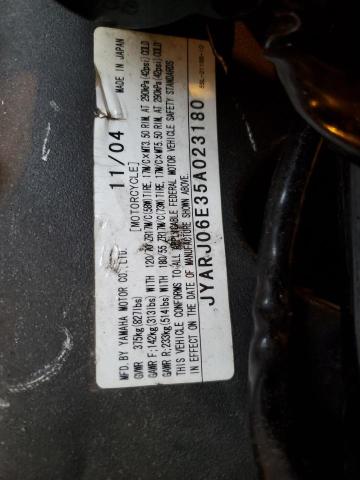 MFD. BY YAMAHA MOTOR CO., LTD. 11/04 MADE IN JAPAN
[MOTORCYCLE]
GVWR 375kg(827lbs)
GAWR F;142kg(313lbs) WITH 120/70 ZR17M/C(58W) TIRE, 17M/C×MT3.50 RIM, AT 290kPa(42psi) COLD
GAWR R;233kg(514lbs) WITH 180/55 ZR17M/C(73W) TIRE, 17M/C×MT5.50 RIM, AT 290kPa(42psi) COLD
THIS VEHICLE CONFORMS TO ALL APPLICABLE FEDERAL MOTOR VEHICLE SAFETY STANDARDS
IN EFFECT ON THE DATE OF MANUFACTURE SHOWN ABOVE.
JYARJ06E35A023180